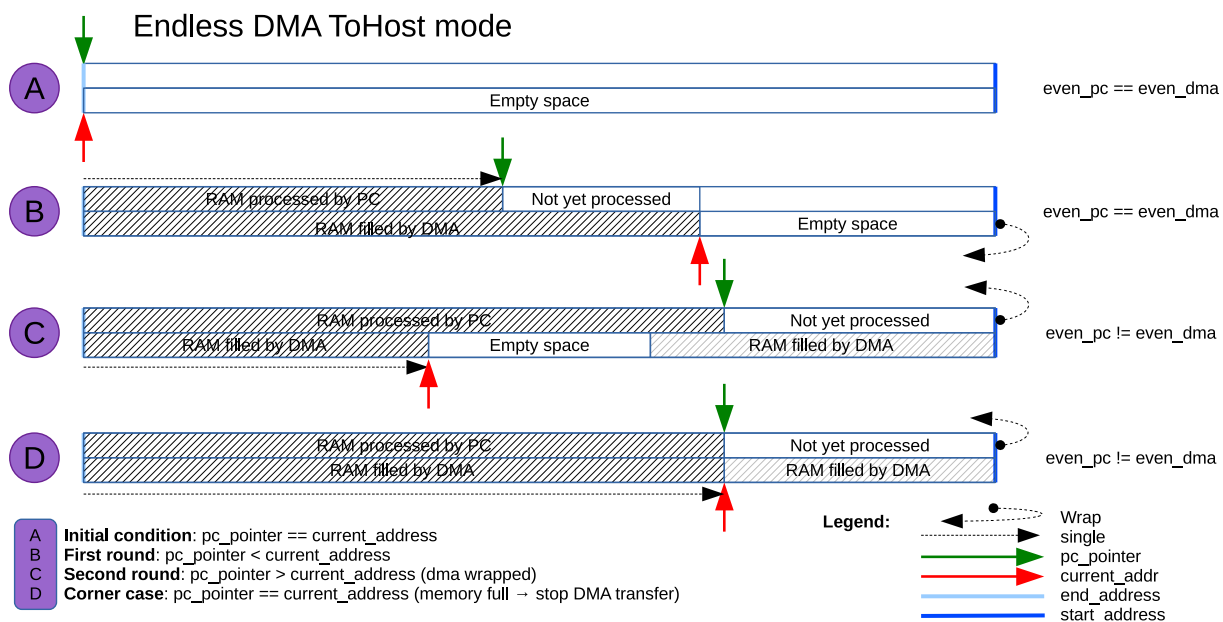 Endless DMA ToHost mode
A
Empty space
even_pc == even_dma
B
RAM processed by PC
Not yet processed
RAM filled by DMA
Empty space
even_pc == even_dma
C
RAM processed by PC
Not yet processed
RAM filled by DMA
Empty space
RAM filled by DMA
even_pc != even_dma
D
RAM processed by PC
Not yet processed
RAM filled by DMA
RAM filled by DMA
even_pc != even_dma
A Initial condition: pc_pointer == current_address
B First round: pc_pointer < current_address
C Second round: pc_pointer > current_address (dma wrapped)
D Corner case: pc_pointer == current_address (memory full → stop DMA transfer)
Legend:
Wrap
single
pc_pointer
current_addr
end_address
start_address